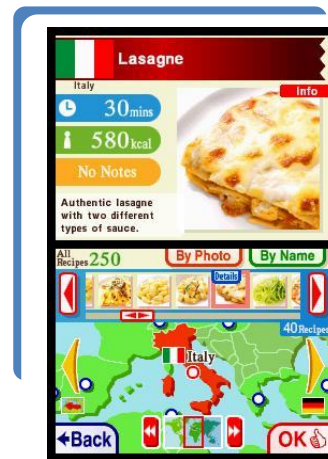 Lasagne
Italy
Info
30mins
580kcal
No Notes
Authentic lasagne
with two different
types of sauce.
All
Recipes 250
By Photo
By Name
Details
40 Recipes
Italy
Back
OK